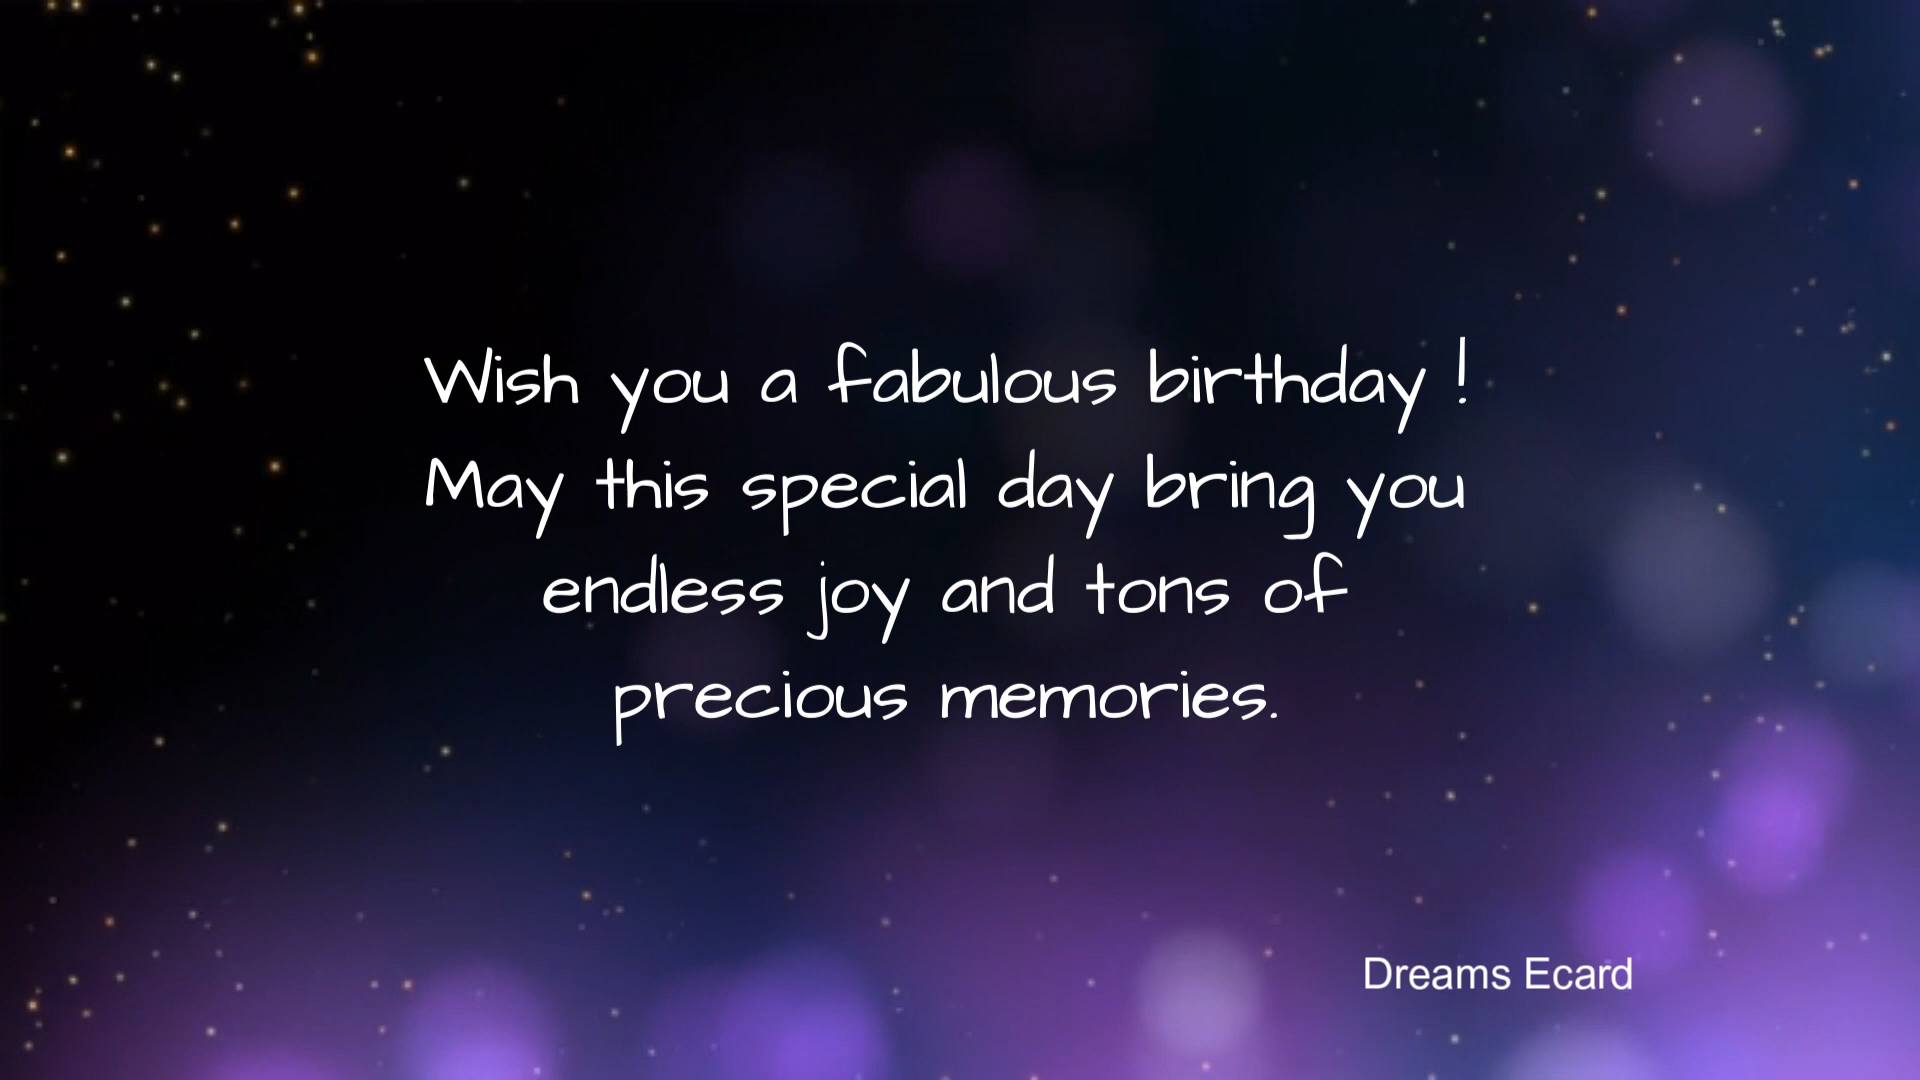 Wish you a fabulous birthday !
May this special day bring you
endless joy and tons of
precious memories.
Dreams Ecard